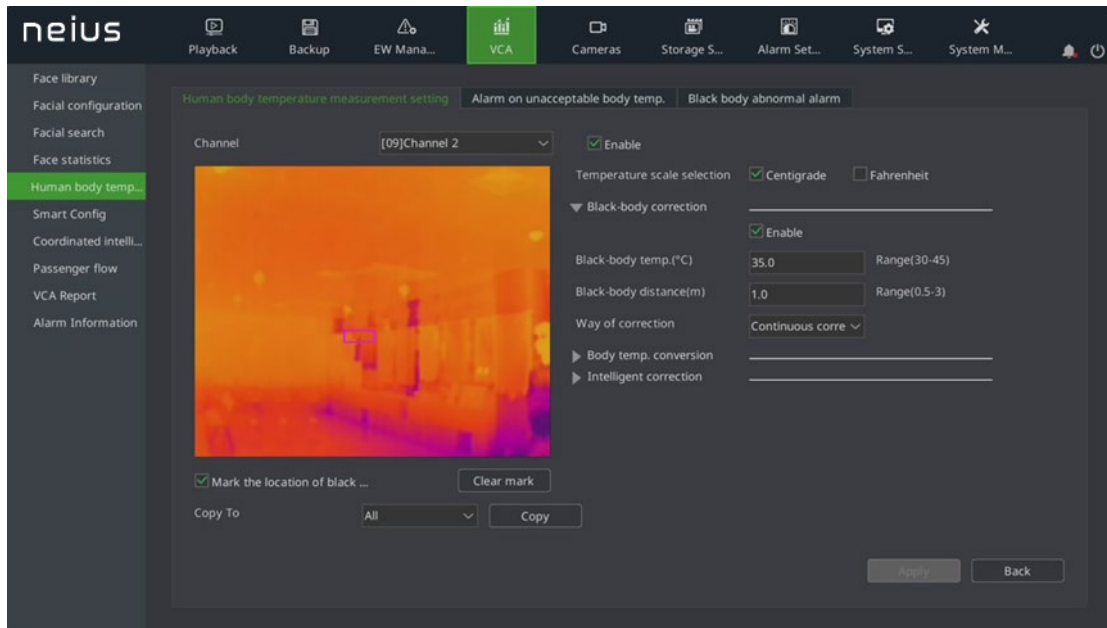 neius
Playback Backup EW Mana... VCA Cameras Storage S... Alarm Set... System S... System M...
Face library
Facial configuration
Facial search
Face statistics
Human body temp...
Smart Config
Coordinated intelli...
Passenger flow
VCA Report
Alarm Information
Human body temperature measurement setting Alarm on unacceptable body temp. Black body abnormal alarm
Channel [09]Channel 2
Mark the location of black ... Clear mark
Copy To All Copy
Enable
Temperature scale selection Centigrade Fahrenheit
Black-body correction
Enable
Black-body temp.(°C) 35.0 Range(30-45)
Black-body distance(m) 1.0 Range(0.5-3)
Way of correction Continuous corre
Body temp. conversion
Intelligent correction
Apply Back